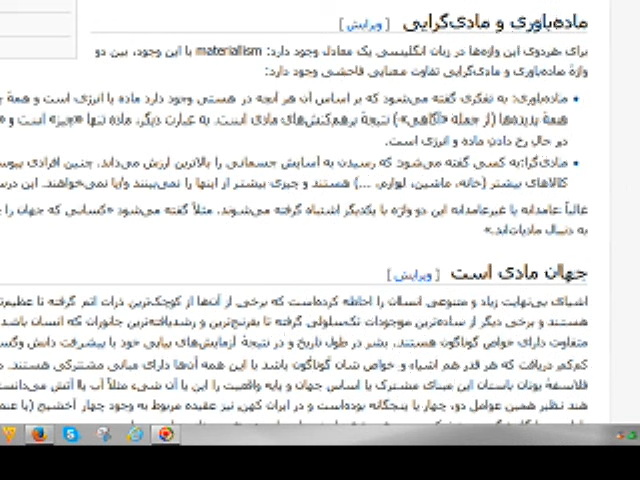 ماده‌باوری و مادی‌گرایی [ویرایش]
برای هردوی این واژه‌ها در زبان انگلیسی یک معادل وجود دارد: materialism با این وجود، بین دو
واژهٔ ماده‌باوری و مادی‌گرایی تفاوت معنایی فاحشی وجود دارد:
ماده‌باوری: به تفکری گفته می‌شود که بر اساس آن هر آنچه در هستی وجود دارد ماده یا انرژی است و همهٔ
همهٔ پدیده‌ها (از جمله «آگاهی») نتیجهٔ برهم‌کنش‌های مادی است. به عبارت دیگر، ماده تنها «چیز» است و
در حال رخ دادن ماده و انرژی است.
مادی‌گرا: به کسی گفته می‌شود که رسیدن به آسایش جسمانی را بالاترین ارزش می‌داند. چنین افرادی
کالاهای بیشتر (خانه، ماشین، لوازم، ...) هستند و چیزی بیشتر از اینها را نمی‌بینند و/یا نمی‌خواهند. این
غالباً عامدانه یا غیرعامدانه این دو واژه با یکدیگر اشتباه گرفته می‌شوند. مثلاً گفته می‌شود «کسانی که جهان را
به دنبال مادیات‌اند.»
جهان مادی است [ویرایش]
اشیای بی‌نهایت زیاد و متنوعی انسان را احاطه کرده‌است که برخی از آن‌ها از کوچک‌ترین ذرات اتم گرفته تا
هستند و برخی دیگر از ساده‌ترین موجودات تک‌سلولی گرفته تا بغرنج‌ترین و رشدیافته‌ترین جانوران که انسان باشد
متفاوت دارای خواص گوناگون هستند. بشر در طول تاریخ و در نتیجهٔ آزمایش‌های پیاپی خود با پیشرفت دانش
کم‌کم دریافت که هر قدر هم اشیاء و خواص شان گوناگون باشد با این همه آن‌ها دارای مبانی مشترکی هستند.
فلاسفهٔ یونان باستان این مبنای مشترک یا اساس جهان و پایه واقعیت را این یا آن شیء مثلاً آب یا آتش
هند نظیر همین عوامل دو، چهار یا پنجگانه بوده‌است و در ایران کهن نیز عقیده مربوط به وجود چهار آخشیج